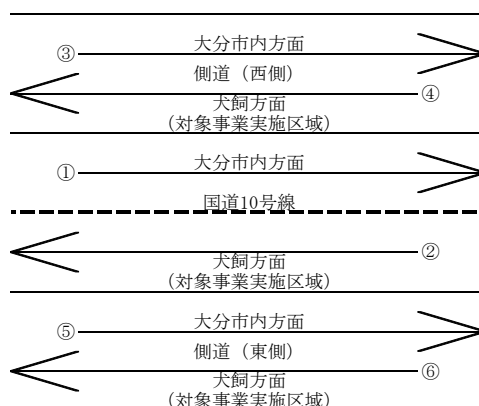 大分市内方面
③
側道（西側）
④
犬飼方面
(対象事業実施区域)
大分市内方面
①
国道10号線
②
犬飼方面
(対象事業実施区域)
大分市内方面
⑤
側道（東側）
⑥
犬飼方面
(対象事業実施区域)